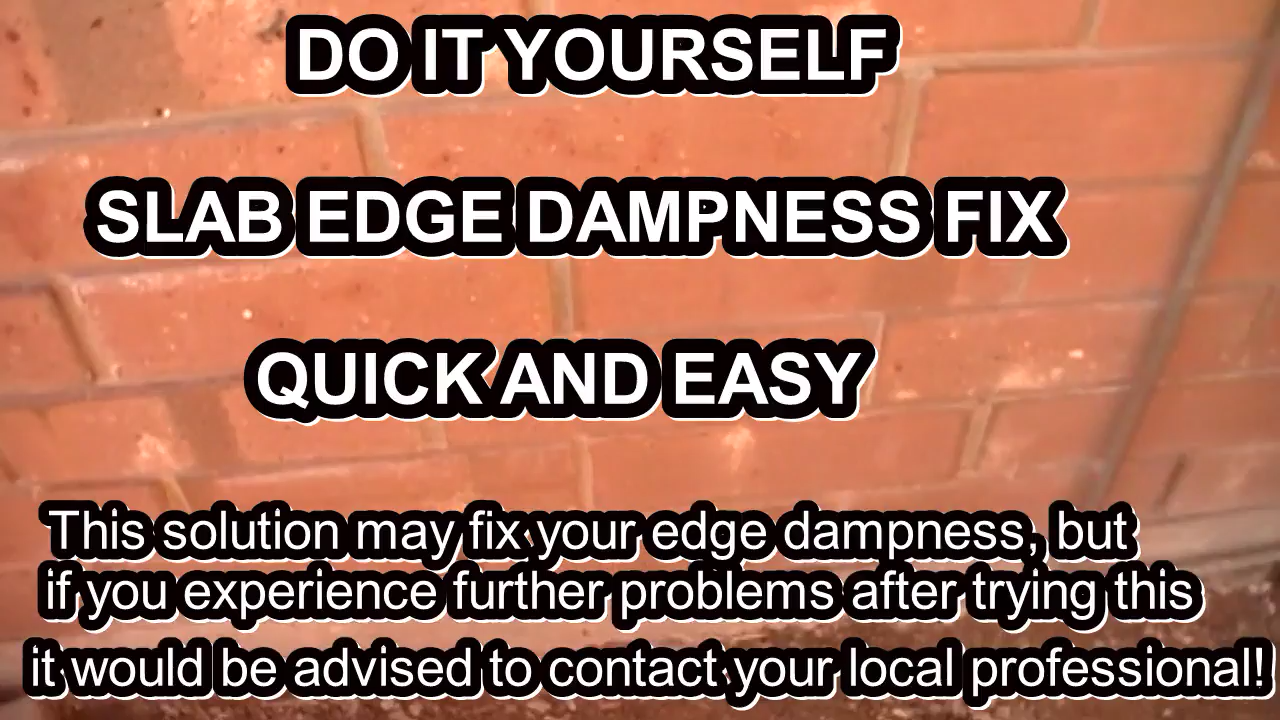 DO IT YOURSELF
SLAB EDGE DAMPNESS FIX
QUICK AND EASY
This solution may fix your edge dampness, but
if you experience further problems after trying this
it would be advised to contact your local professional!